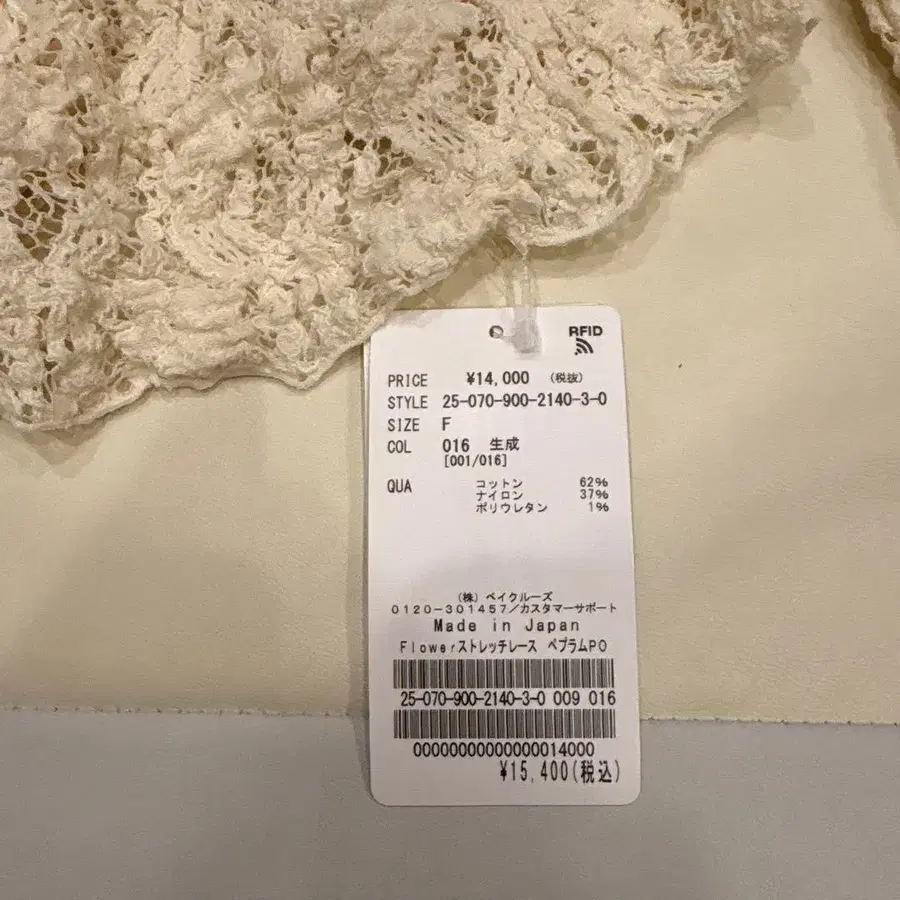 RFID
PRICE ¥14,000 (税抜)
STYLE 25-070-900-2140-3-0
SIZE F
COL 016 生成
[001/016]
QUA コットン 62%
ナイロン 37%
ポリウレタン 1%
(株) ベイクルーズ
0120-301457/カスタマーサポート
Made in Japan
Flowerストレッチレース ペプラムPO
25-070-900-2140-3-0 009 016
00000000000000014000
¥15,400(税込)